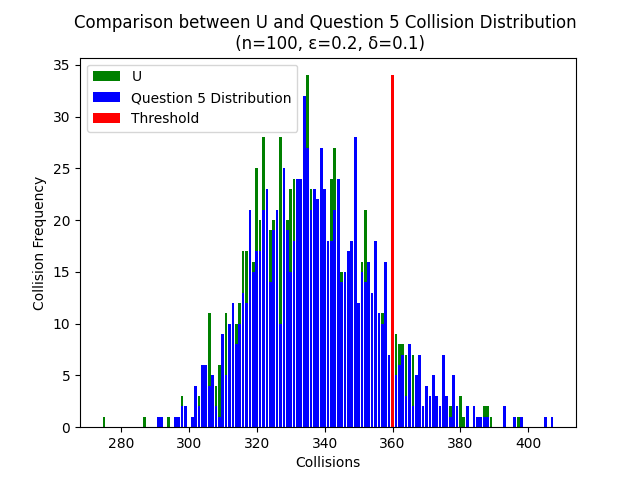 Comparison between U and Question 5 Collision Distribution
(n=100, ε=0.2, δ=0.1)
U
Question 5 Distribution
Threshold
Collision Frequency
35
30
25
20
15
10
5
0
280 300 320 340 360 380 400
Collisions